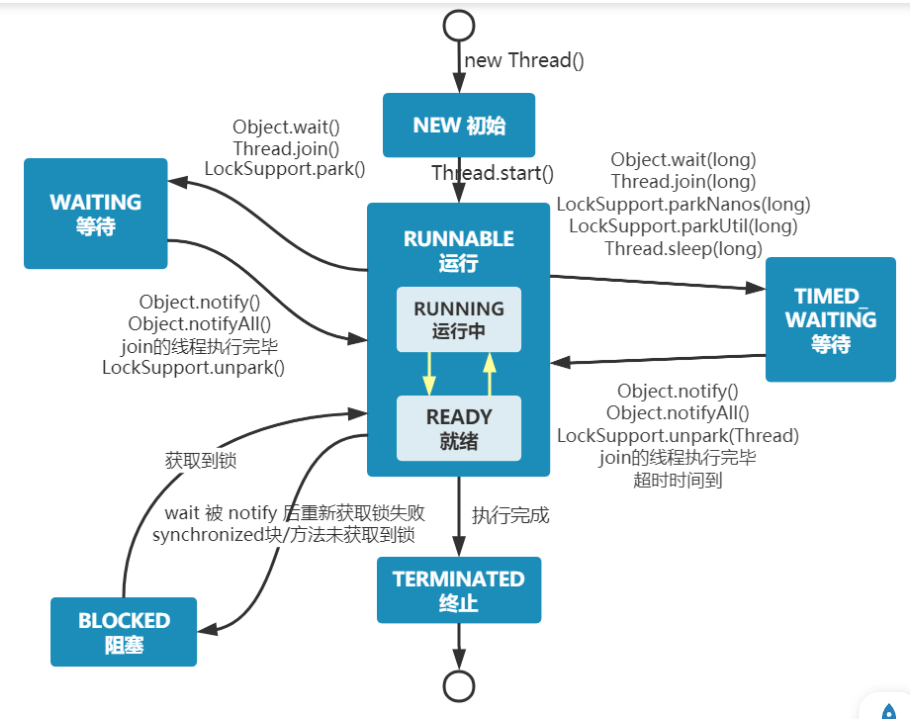 new Thread()
NEW 初始
Thread.start()
Object.wait()
Thread.join()
LockSupport.park()
WAITING
等待
Object.wait(long)
Thread.join(long)
LockSupport.parkNanos(long)
LockSupport.parkUtil(long)
Thread.sleep(long)
RUNNABLE
运行
RUNNING
运行中
READY
就绪
TIMED_
WAITING
等待
Object.notify()
Object.notifyAll()
join的线程执行完毕
LockSupport.unpark()
Object.notify()
Object.notifyAll()
LockSupport.unpark(Thread)
join的线程执行完毕
超时时间到
获取到锁
wait 被 notify 后重新获取锁失败
synchronized块/方法未获取到锁
执行完成
TERMINATED
终止
BLOCKED
阻塞